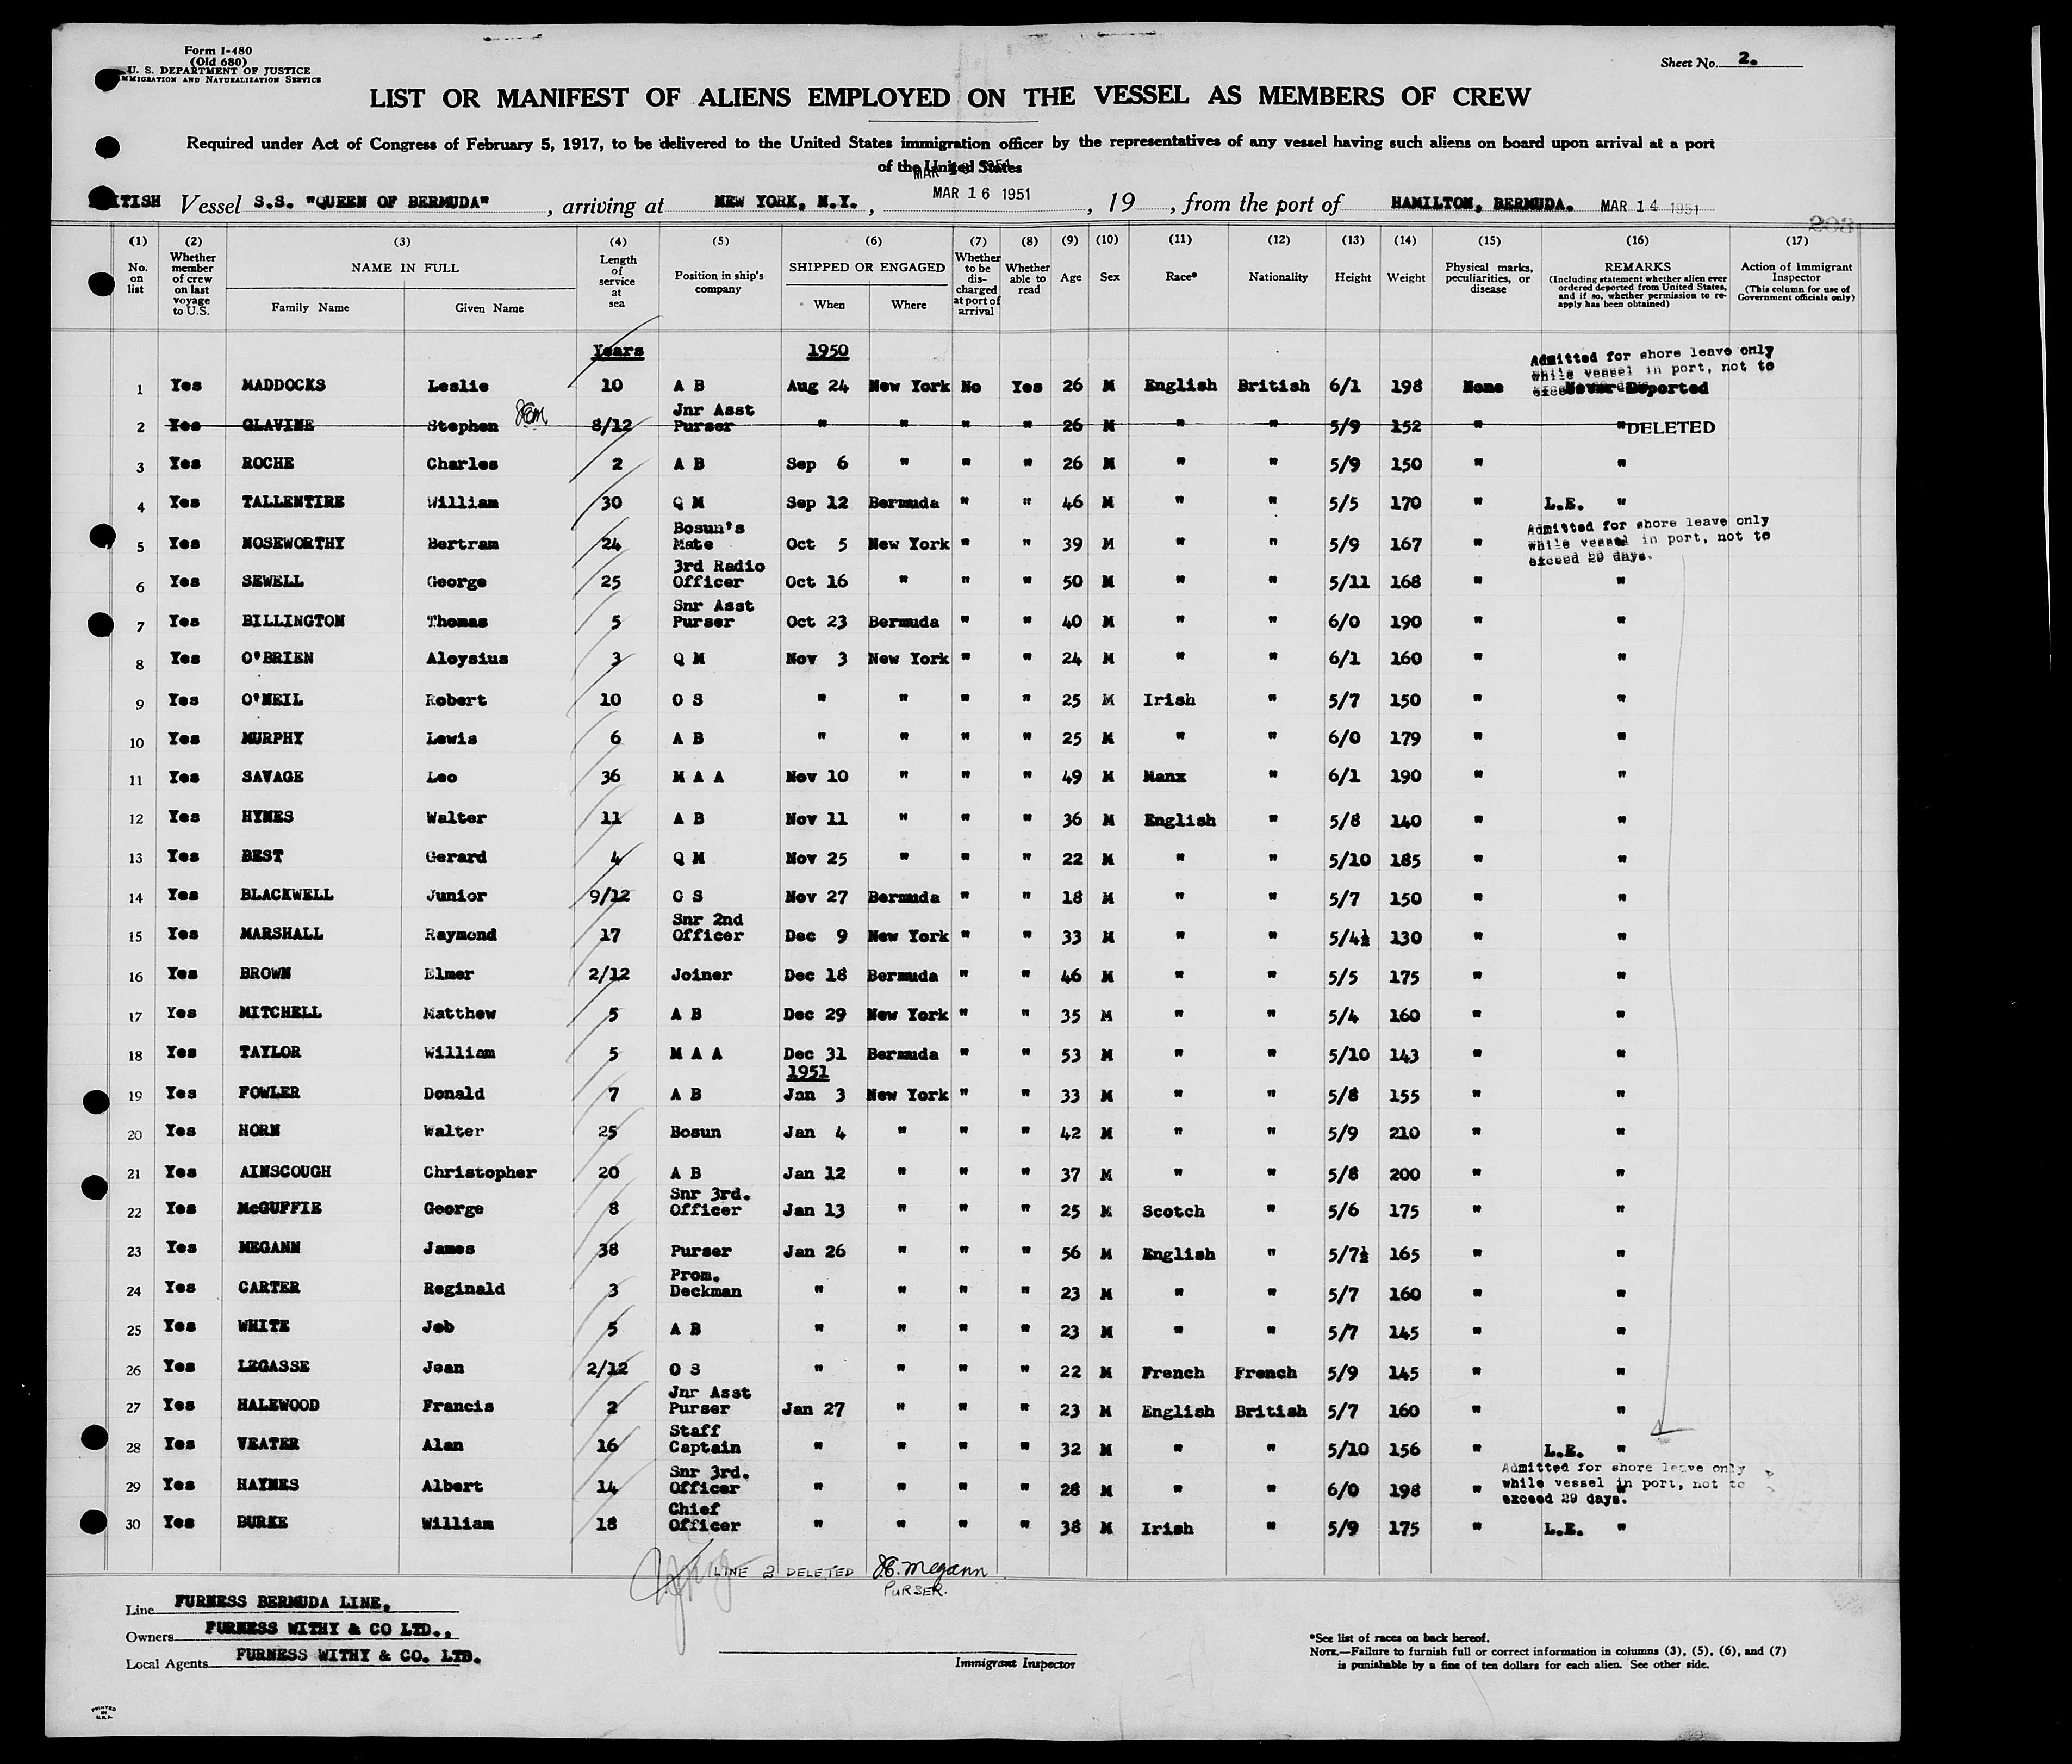 Form I-480
(Old 680)
U. S. DEPARTMENT OF JUSTICE
IMMIGRATION AND NATURALIZATION SERVICE
Sheet No. 2.
LIST OR MANIFEST OF ALIENS EMPLOYED ON THE VESSEL AS MEMBERS OF CREW
Required under Act of Congress of February 5, 1917, to be delivered to the United States immigration officer by the representatives of any vessel having such aliens on board upon arrival at a port
of the United States
TISH Vessel S.S. "QUEEN OF BERMUDA" , arriving at NEW YORK, N.Y. , MAR 16 1951 , 19 , from the port of HAMILTON, BERMUDA. MAR 14 1951
203
(1) (2) (3) (4) (5) (6) (7) (8) (9) (10) (11) (12) (13) (14) (15) (16) (17)
No. on list
Whether member of crew on last voyage to U.S.
NAME IN FULL
Family Name Given Name
Length of service at sea
Position in ship's company
SHIPPED OR ENGAGED
When Where
Whether to be discharged at port of arrival
Whether able to read
Age Sex Race* Nationality Height Weight
Physical marks, peculiarities, or disease
REMARKS
(Including statement whether alien ever ordered deported from United States, and if so, whether permission to re-apply has been obtained)
Action of Immigrant Inspector
(This column for use of Government officials only)
Years 1950
Admitted for shore leave only
while vessel in port, not to
1 Yes MADDOCKS Leslie 10 A B Aug 24 New York No Yes 26 M English British 6/1 198 None Never Deported
2 Yes GLAVINE Stephen JEM 8/12 Jnr Asst Purser " " " " 26 M " " 5/9 152 " " DELETED
3 Yes ROCHE Charles 2 A B Sep 6 " " " 26 M " " 5/9 150 " "
4 Yes TALLENTIRE William 30 Q M Sep 12 Bermuda " " 46 M " " 5/5 170 " L.E. "
Admitted for shore leave only
while vessel in port, not to
exceed 29 days.
5 Yes NOSEWORTHY Bertram 24 Bosun's Mate Oct 5 New York " " 39 M " " 5/9 167 "
6 Yes SEWELL George 25 3rd Radio Officer Oct 16 " " " 50 M " " 5/11 168 " "
7 Yes BILLINGTON Thomas 5 Snr Asst Purser Oct 23 Bermuda " " 40 M " " 6/0 190 " "
8 Yes O'BRIEN Aloysius 3 Q M Nov 3 New York " " 24 M " " 6/1 160 " "
9 Yes O'NEIL Robert 10 O S " " " " 25 M Irish " 5/7 150 " "
10 Yes MURPHY Lewis 6 A B " " " " 25 M " " 6/0 179 " "
11 Yes SAVAGE Leo 36 M A A Nov 10 " " " 49 M Manx " 6/1 190 " "
12 Yes HYNES Walter 11 A B Nov 11 " " " 36 M English " 5/8 140 " "
13 Yes BEST Gerard 4 Q M Nov 25 " " " 22 M " " 5/10 185 " "
14 Yes BLACKWELL Junior 9/12 O S Nov 27 Bermuda " " 18 M " " 5/7 150 " "
15 Yes MARSHALL Raymond 17 Snr 2nd Officer Dec 9 New York " " 33 M " " 5/4½ 130 " "
16 Yes BROWN Elmer 2/12 Joiner Dec 18 Bermuda " " 46 M " " 5/5 175 " "
17 Yes MITCHELL Matthew 5 A B Dec 29 New York " " 35 M " " 5/4 160 " "
18 Yes TAYLOR William 5 M A A Dec 31 Bermuda " " 53 M " " 5/10 143 " "
1951
19 Yes FOWLER Donald 7 A B Jan 3 New York " " 33 M " " 5/8 155 " "
20 Yes HORN Walter 25 Bosun Jan 4 " " " 42 M " " 5/9 210 " "
21 Yes AINSCOUGH Christopher 20 A B Jan 12 " " " 37 M " " 5/8 200 " "
22 Yes McGUFFIE George 8 Snr 3rd. Officer Jan 13 " " " 25 M Scotch " 5/6 175 " "
23 Yes MEGANN James 38 Purser Jan 26 " " " 56 M English " 5/7½ 165 " "
24 Yes CARTER Reginald 3 Prom. Deckman " " " " 23 M " " 5/7 160 " "
25 Yes WHITE Job 5 A B " " " " 23 M " " 5/7 145 " "
26 Yes LEGASSE Jean 2/12 O S " " " " 22 M French French 5/9 145 " "
27 Yes HALEWOOD Francis 2 Jnr Asst Purser Jan 27 " " " 23 M English British 5/7 160 " "
28 Yes VEATER Alan 16 Staff Captain " " " " 32 M " " 5/10 156 " L.E. "
Admitted for shore leave only
while vessel in port, not to
exceed 29 days.
29 Yes HAYNES Albert 14 Snr 3rd. Officer " " " " 28 M " " 6/0 198 " "
30 Yes BURKE William 18 Chief Officer " " " " 38 M Irish " 5/9 175 " L.E. "
LINE 2 DELETED JE. Megann
PURSER.
Line FURNESS BERMUDA LINE.
Owners FURNESS WITHY & CO LTD.,
Local Agents FURNESS WITHY & CO. LTD.
Immigrant Inspector
*See list of races on back hereof.
NOTE.—Failure to furnish full or correct information in columns (3), (5), (6), and (7)
is punishable by a fine of ten dollars for each alien. See other side.
PRINTED
IN
U.S.A.